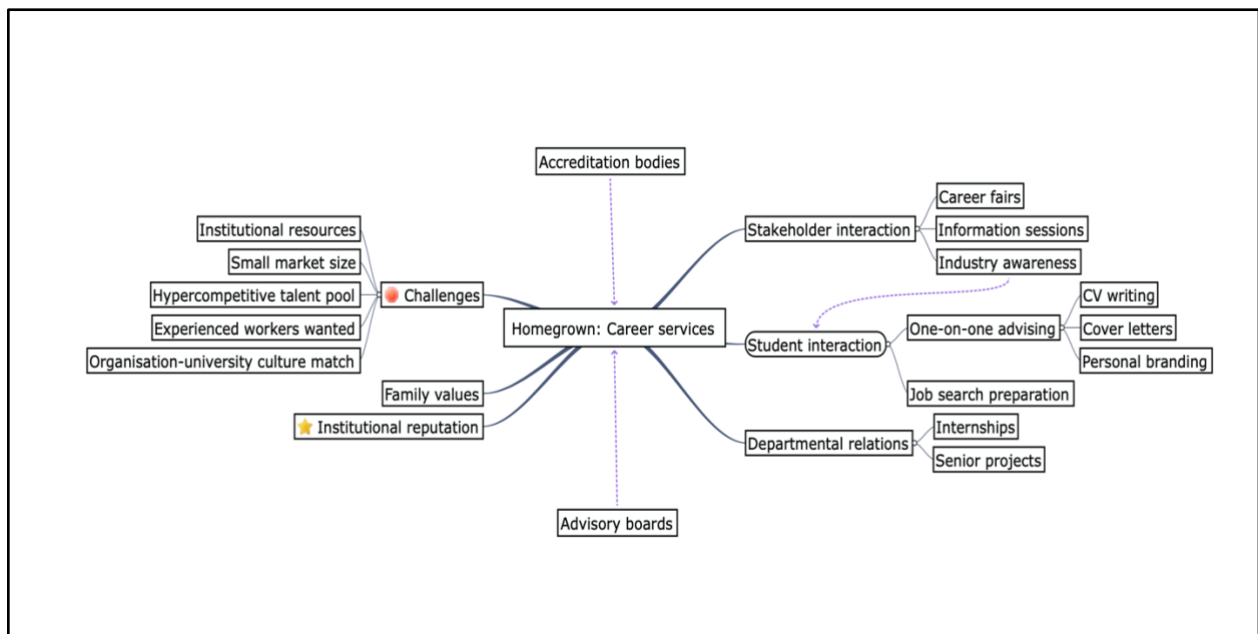 Accreditation bodies
Institutional resources
Small market size
Hypercompetitive talent pool
Experienced workers wanted
Organisation-university culture match
Challenges
Family values
Institutional reputation
Homegrown: Career services
Stakeholder interaction
Career fairs
Information sessions
Industry awareness
Student interaction
One-on-one advising
CV writing
Cover letters
Personal branding
Job search preparation
Departmental relations
Internships
Senior projects
Advisory boards